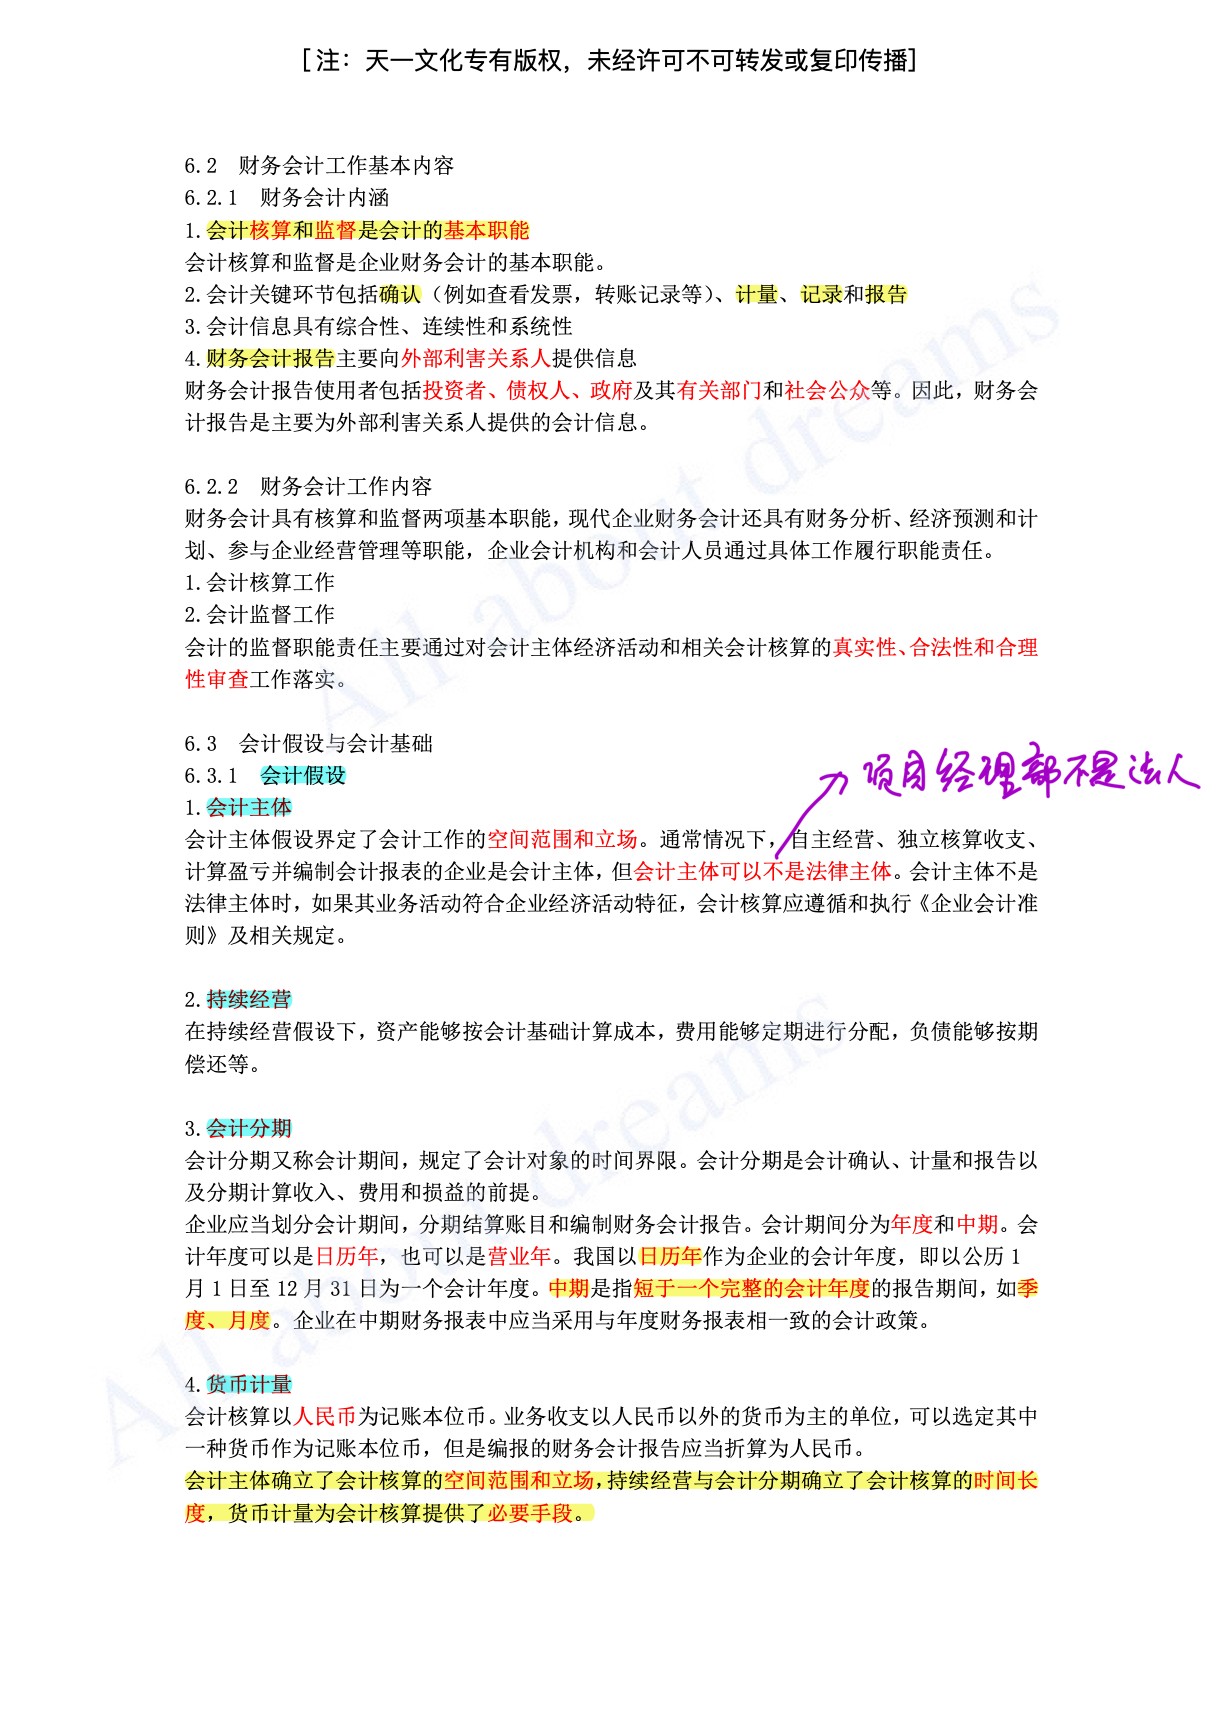 [注：天一文化专有版权，未经许可不可转发或复印传播]
6.2　财务会计工作基本内容
6.2.1　财务会计内涵
1.会计核算和监督是会计的基本职能
会计核算和监督是企业财务会计的基本职能。
2.会计关键环节包括确认（例如查看发票，转账记录等）、计量、记录和报告
3.会计信息具有综合性、连续性和系统性
4.财务会计报告主要向外部利害关系人提供信息
财务会计报告使用者包括投资者、债权人、政府及其有关部门和社会公众等。因此，财务会
计报告是主要为外部利害关系人提供的会计信息。
6.2.2　财务会计工作内容
财务会计具有核算和监督两项基本职能，现代企业财务会计还具有财务分析、经济预测和计
划、参与企业经营管理等职能，企业会计机构和会计人员通过具体工作履行职能责任。
1.会计核算工作
2.会计监督工作
会计的监督职能责任主要通过对会计主体经济活动和相关会计核算的真实性、合法性和合理
性审查工作落实。
6.3　会计假设与会计基础
6.3.1　会计假设
项目经理部不是法人
1.会计主体
会计主体假设界定了会计工作的空间范围和立场。通常情况下，自主经营、独立核算收支、
计算盈亏并编制会计报表的企业是会计主体，但会计主体可以不是法律主体。会计主体不是
法律主体时，如果其业务活动符合企业经济活动特征，会计核算应遵循和执行《企业会计准
则》及相关规定。
2.持续经营
在持续经营假设下，资产能够按会计基础计算成本，费用能够定期进行分配，负债能够按期
偿还等。
3.会计分期
会计分期又称会计期间，规定了会计对象的时间界限。会计分期是会计确认、计量和报告以
及分期计算收入、费用和损益的前提。
企业应当划分会计期间，分期结算账目和编制财务会计报告。会计期间分为年度和中期。会
计年度可以是日历年，也可以是营业年。我国以日历年作为企业的会计年度，即以公历 1
月 1 日至 12 月 31 日为一个会计年度。中期是指短于一个完整的会计年度的报告期间，如季
度、月度。企业在中期财务报表中应当采用与年度财务报表相一致的会计政策。
4.货币计量
会计核算以人民币为记账本位币。业务收支以人民币以外的货币为主的单位，可以选定其中
一种货币作为记账本位币，但是编报的财务会计报告应当折算为人民币。
会计主体确立了会计核算的空间范围和立场，持续经营与会计分期确立了会计核算的时间长
度，货币计量为会计核算提供了必要手段。
All about dreams
All about dreams